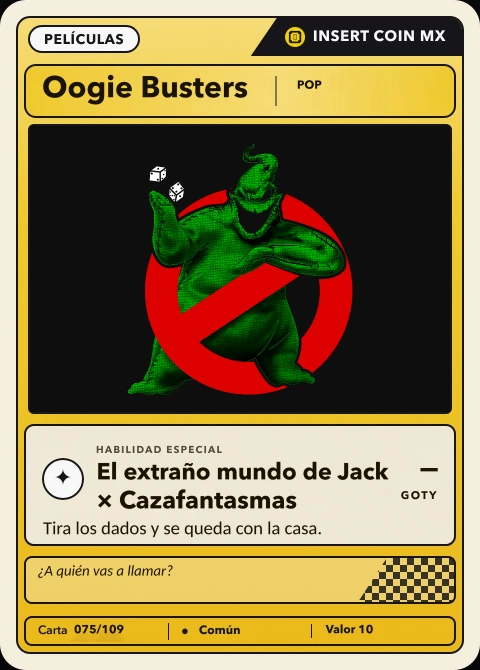 PELÍCULAS
INSERT COIN MX
Oogie Busters
POP
HABILIDAD ESPECIAL
El extraño mundo de Jack
× Cazafantasmas
—
GOTY
Tira los dados y se queda con la casa.
¿A quién vas a llamar?
Carta 075/109
● Común
Valor 10